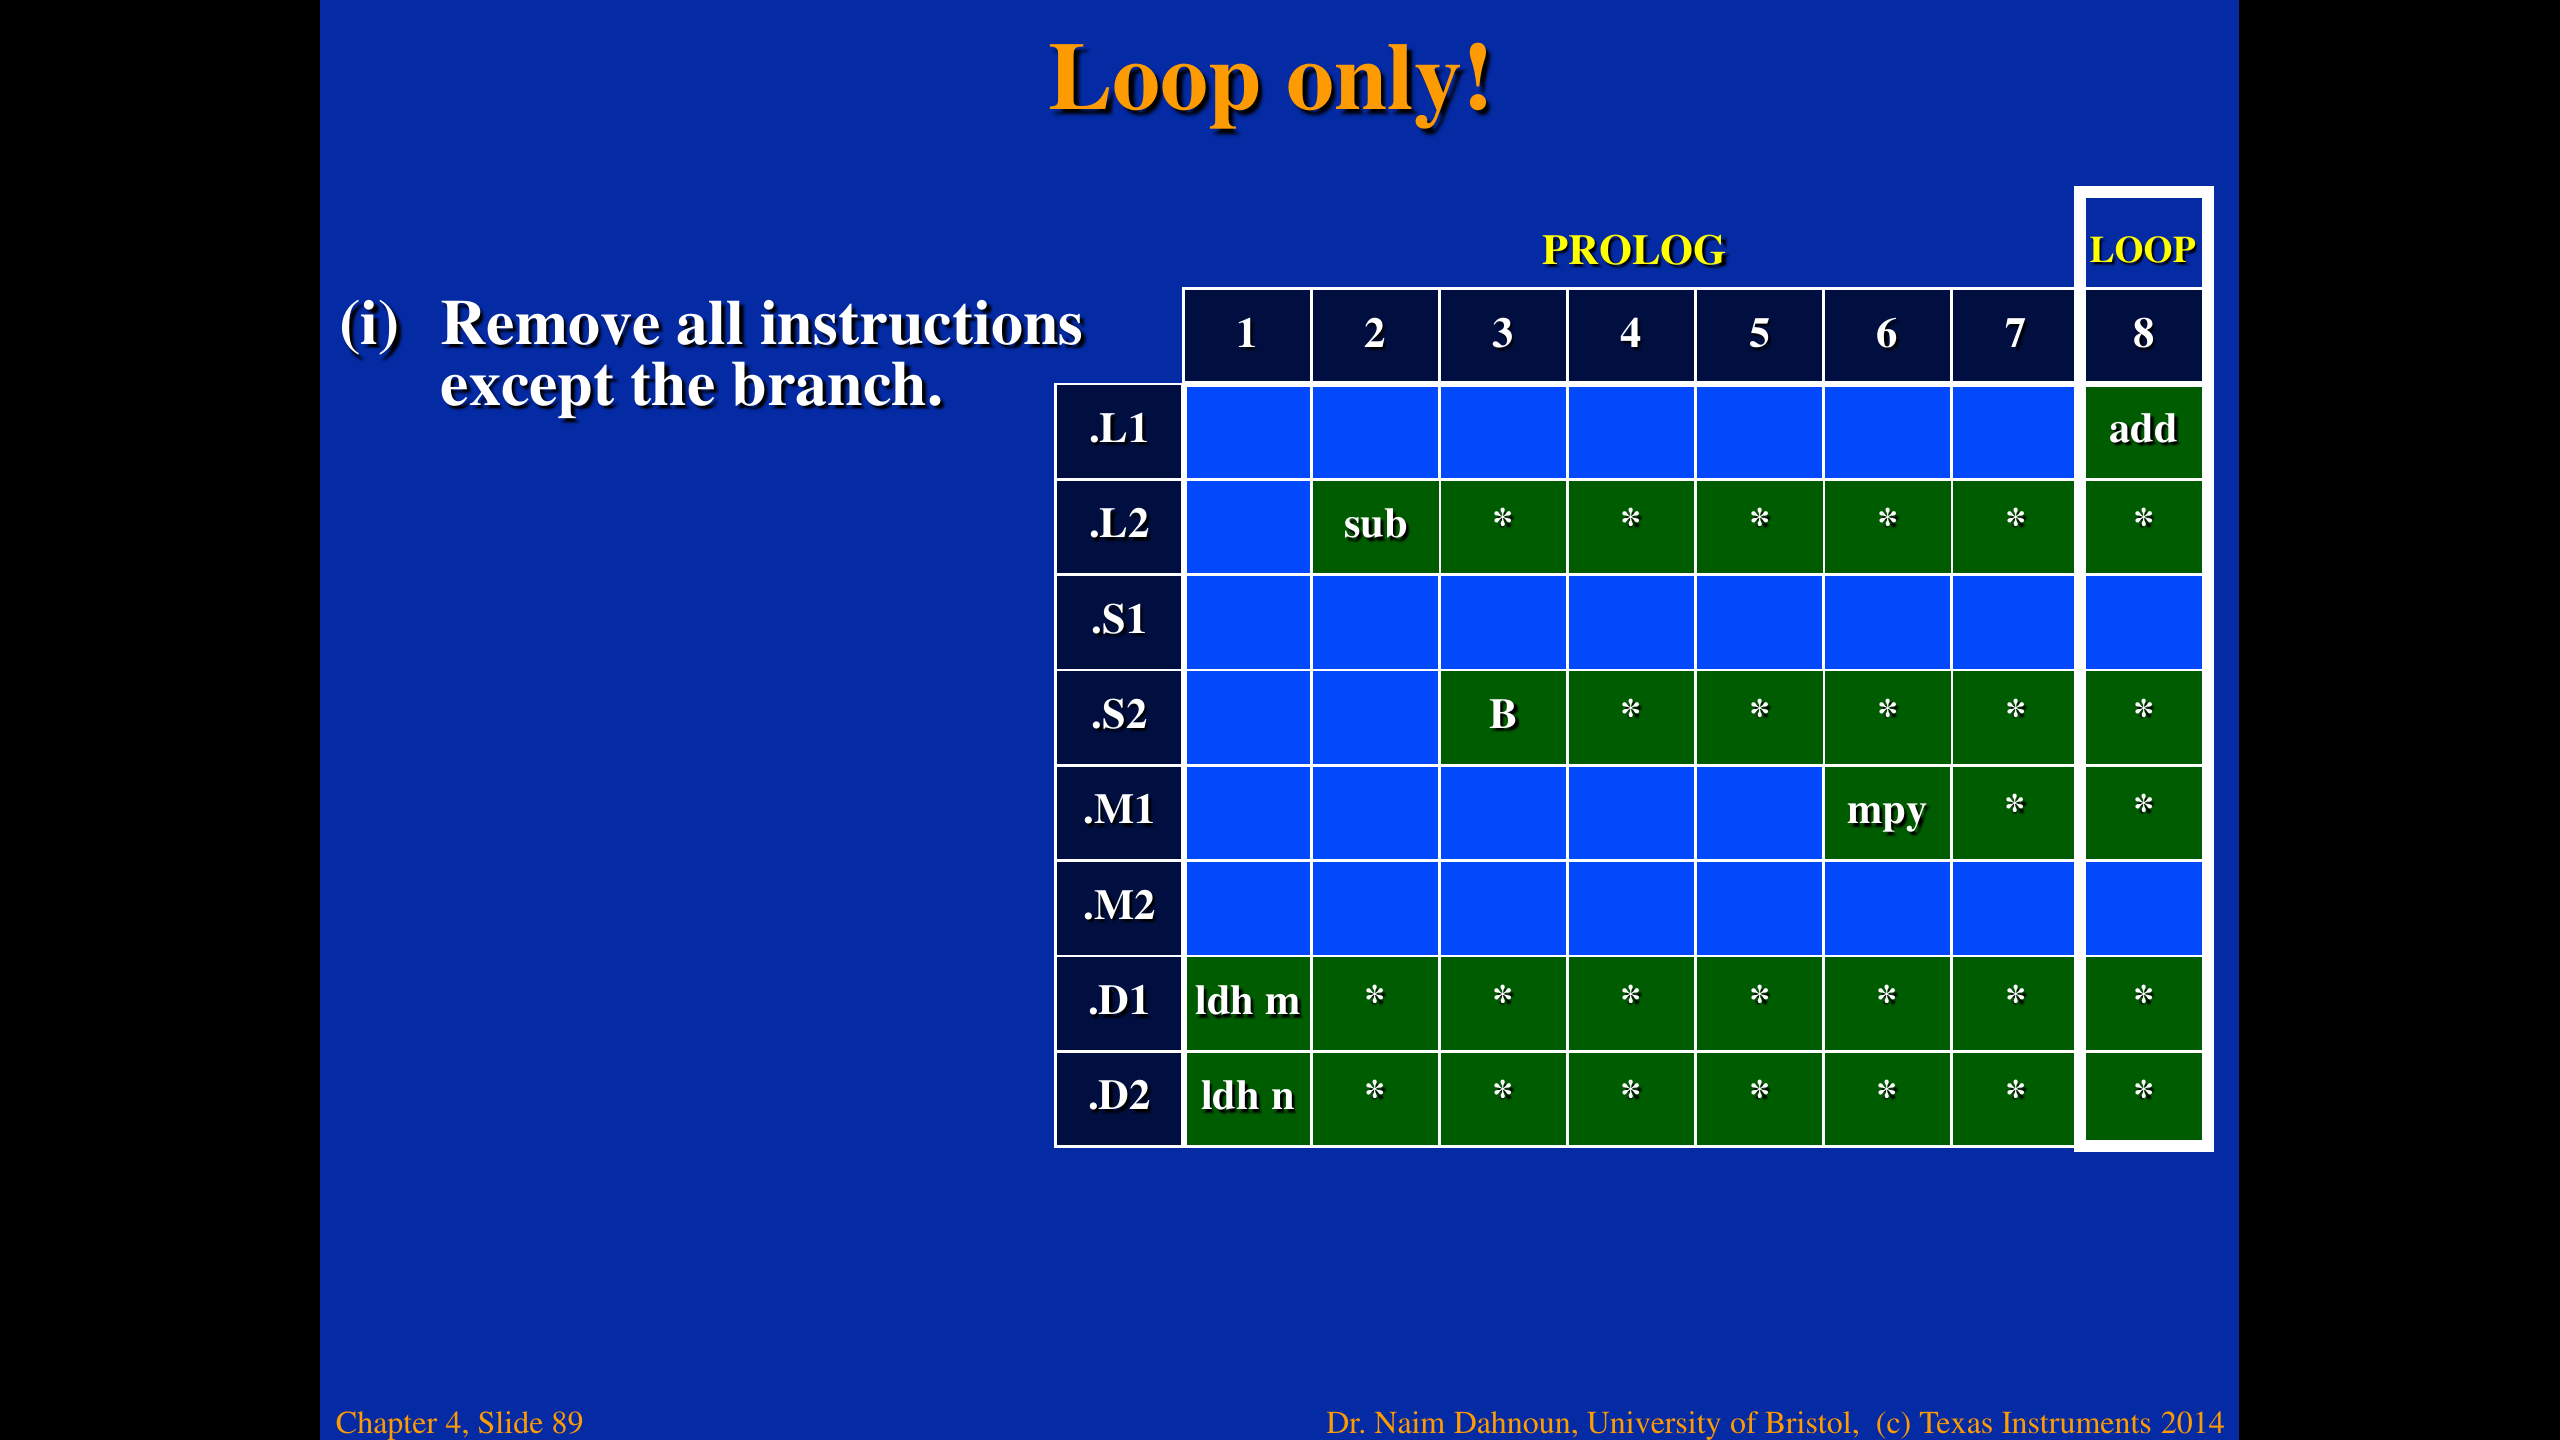 Loop only!
PROLOG LOOP
(i) Remove all instructions
except the branch.
1 2 3 4 5 6 7 8
.L1 add
.L2 sub * * * * * *
.S1
.S2 B * * * * *
.M1 mpy * *
.M2
.D1 ldh m * * * * * * *
.D2 ldh n * * * * * * *
Chapter 4, Slide 89 Dr. Naim Dahnoun, University of Bristol, (c) Texas Instruments 2014